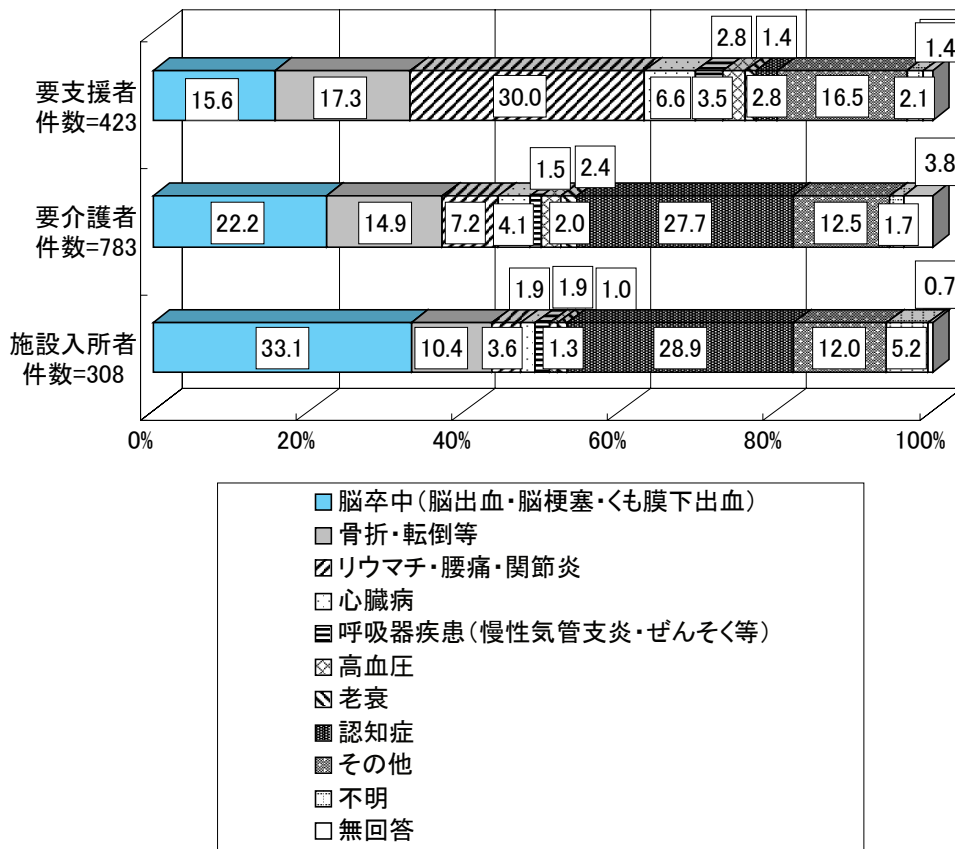 2.8 1.4
1.4
要支援者
件数=423
15.6 17.3 30.0 6.6 3.5 2.8 16.5 2.1
1.5 2.4 3.8
要介護者
件数=783
22.2 14.9 7.2 4.1 2.0 27.7 12.5 1.7
1.9 1.9 1.0 0.7
施設入所者
件数=308
33.1 10.4 3.6 1.3 28.9 12.0 5.2
0% 20% 40% 60% 80% 100%
脳卒中(脳出血・脳梗塞・くも膜下出血)
骨折・転倒等
リウマチ・腰痛・関節炎
心臓病
呼吸器疾患(慢性気管支炎・ぜんそく等)
高血圧
老衰
認知症
その他
不明
無回答